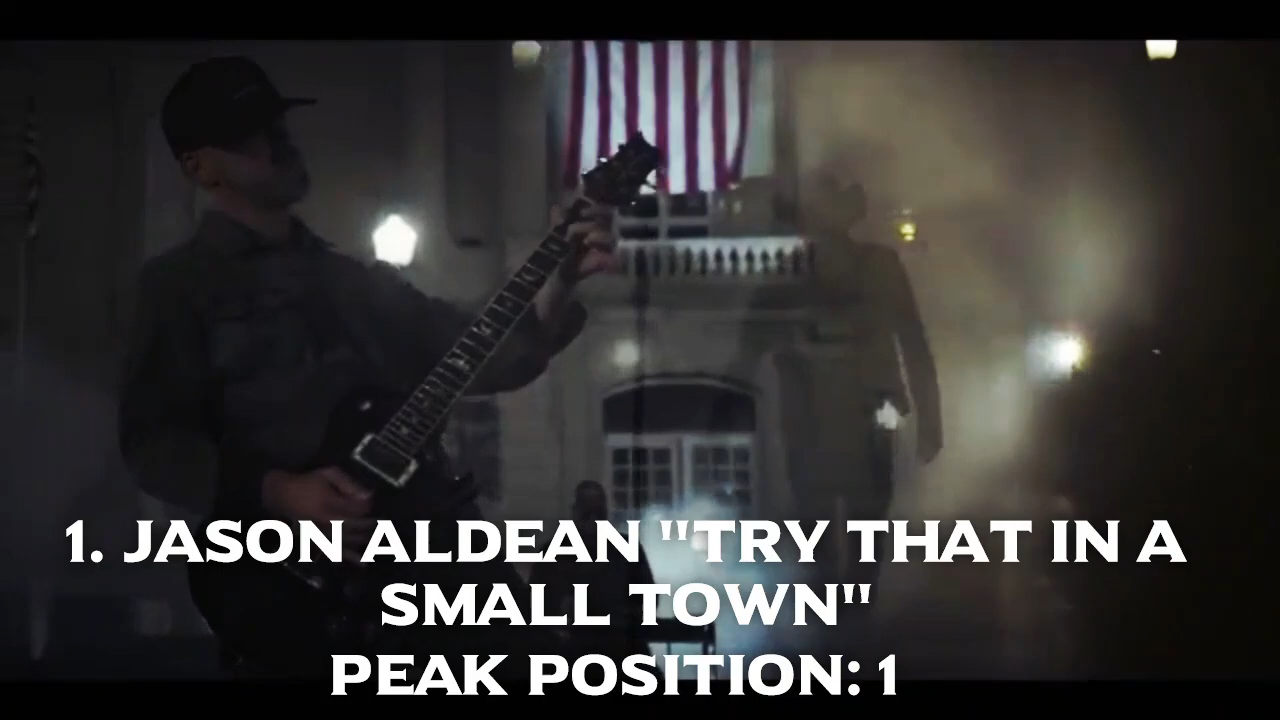 1. JASON ALDEAN "TRY THAT IN A
SMALL TOWN"
PEAK POSITION: 1